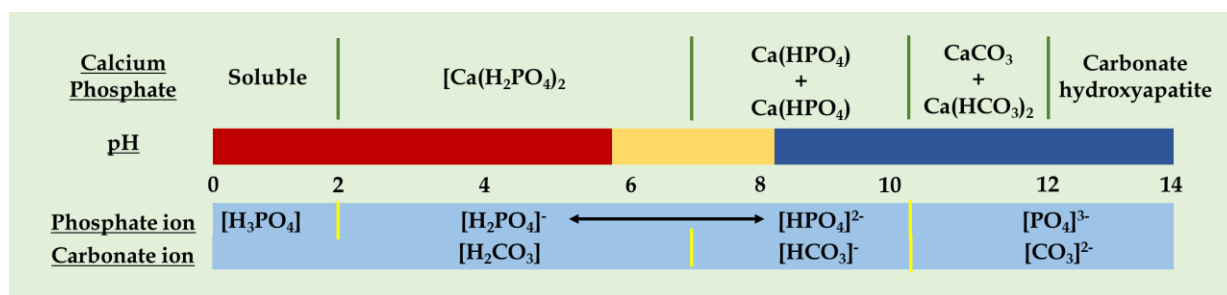 Calcium Phosphate
Soluble
[Ca(H₂PO₄)₂
Ca(HPO₄)
+
Ca(HPO₄)
CaCO₃
+
Ca(HCO₃)₂
Carbonate
hydroxyapatite
pH
0 2 4 6 8 10 12 14
Phosphate ion [H₃PO₄] [H₂PO₄]⁻ [HPO₄]²⁻ [PO₄]³⁻
Carbonate ion [H₂CO₃] [HCO₃]⁻ [CO₃]²⁻